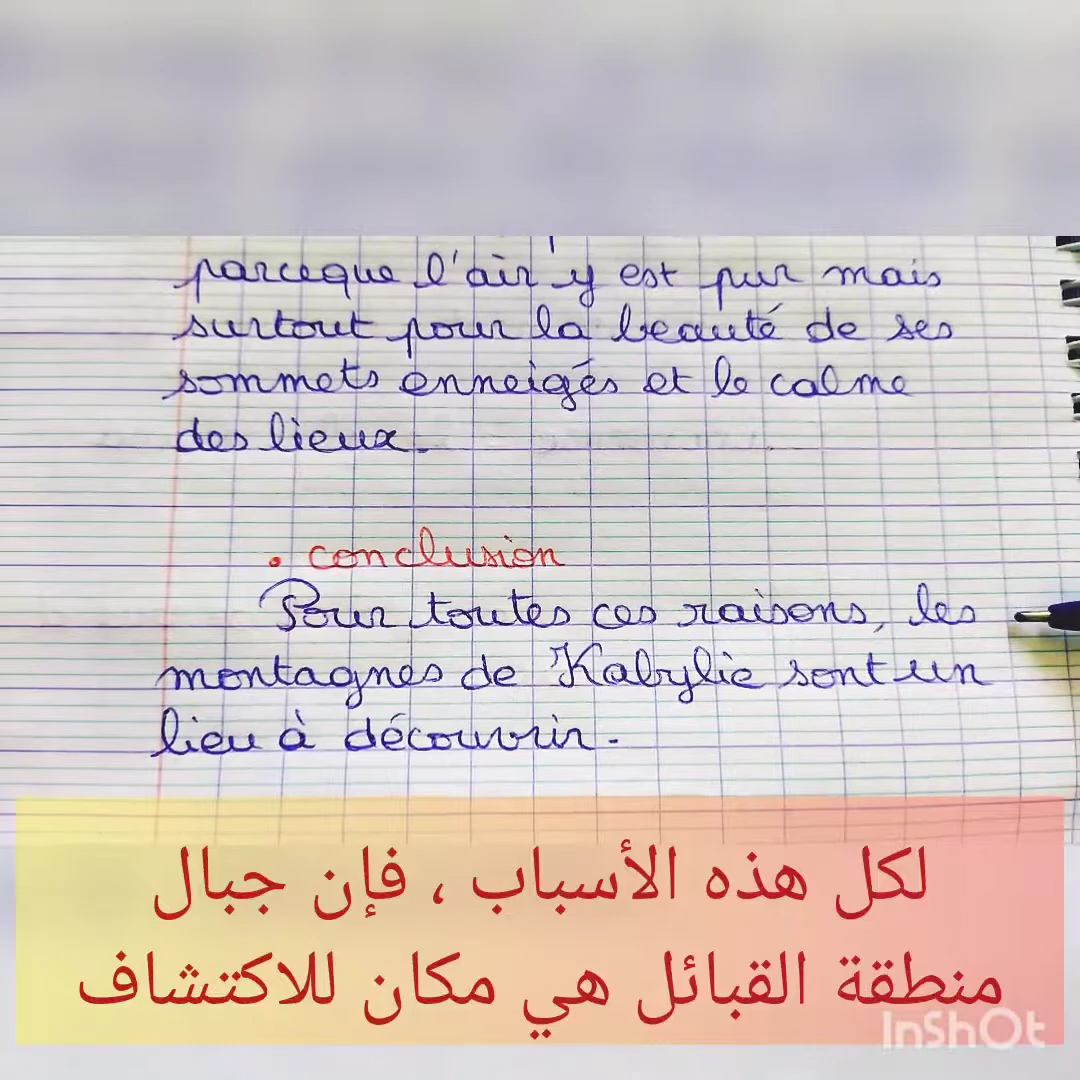 parceque l'air y est pur mais
surtout pour la beauté de ses
sommets enneigés et le calme
des lieux.
. conclusion
Pour toutes ces raisons, les
montagnes de Kabylie sont un
lieu à découvrir.
لكل هذه الأسباب ، فإن جبال
منطقة القبائل هي مكان للاكتشاف
InShOt